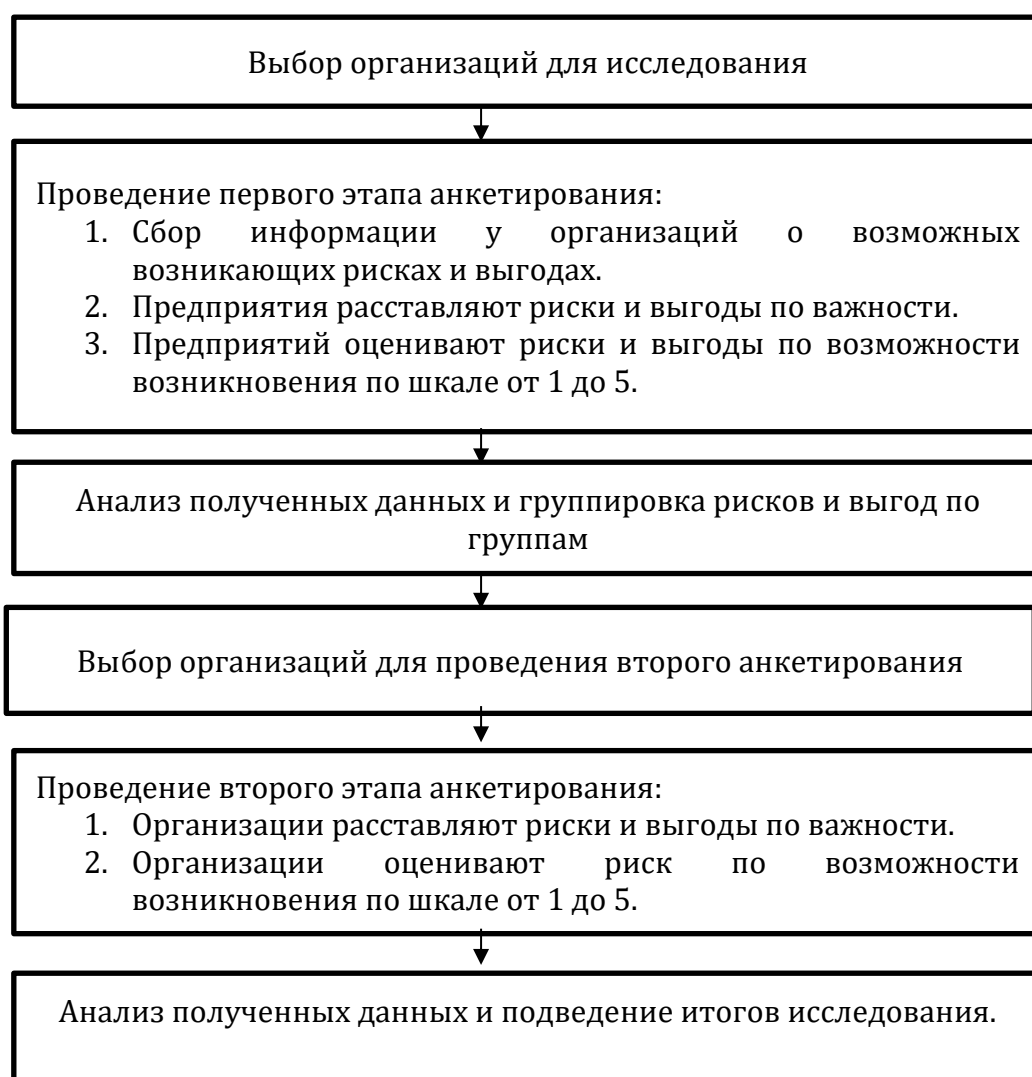 Выбор организаций для исследования
Проведение первого этапа анкетирования:
1. Сбор информации у организаций о возможных
возникающих рисках и выгодах.
2. Предприятия расставляют риски и выгоды по важности.
3. Предприятий оценивают риски и выгоды по возможности
возникновения по шкале от 1 до 5.
Анализ полученных данных и группировка рисков и выгод по
группам
Выбор организаций для проведения второго анкетирования
Проведение второго этапа анкетирования:
1. Организации расставляют риски и выгоды по важности.
2. Организации оценивают риск по возможности
возникновения по шкале от 1 до 5.
Анализ полученных данных и подведение итогов исследования.